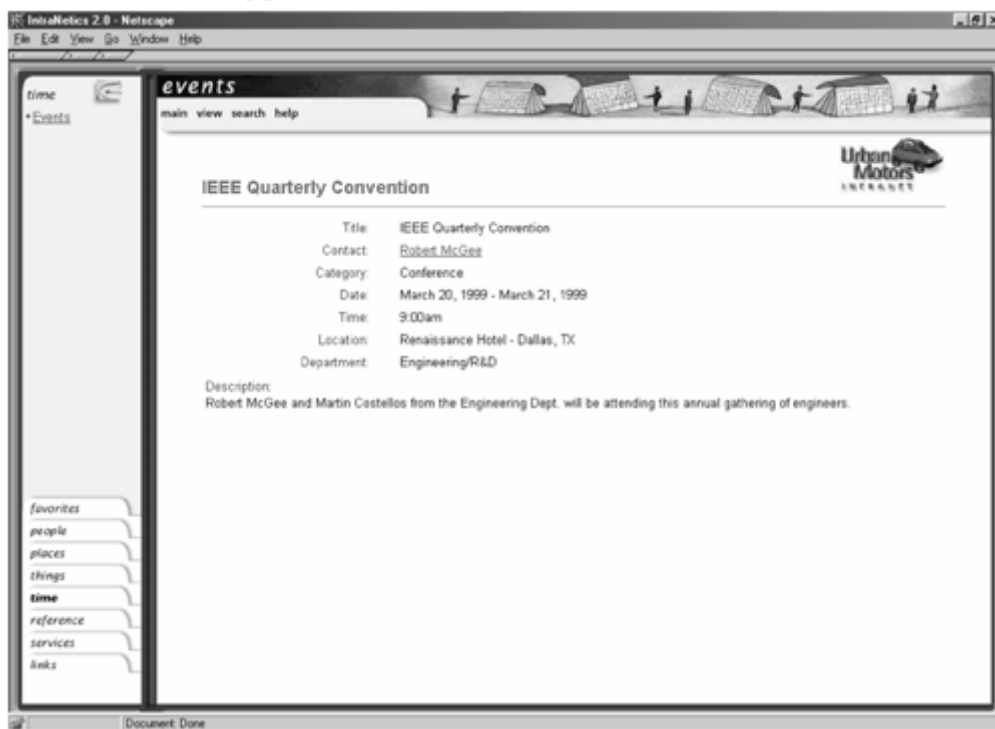 IntraNetics 2.0 - Netscape
File Edit View Go Window Help
time
• Events
events
main view search help
Urban
Motors
INTRANET
IEEE Quarterly Convention
Title: IEEE Quarterly Convention
Contact: Robert McGee
Category: Conference
Date: March 20, 1999 - March 21, 1999
Time: 9:00am
Location: Renaissance Hotel - Dallas, TX
Department: Engineering/R&D
Description:
Robert McGee and Martin Costellos from the Engineering Dept. will be attending this annual gathering of engineers.
favorites
people
places
things
time
reference
services
links
Document: Done